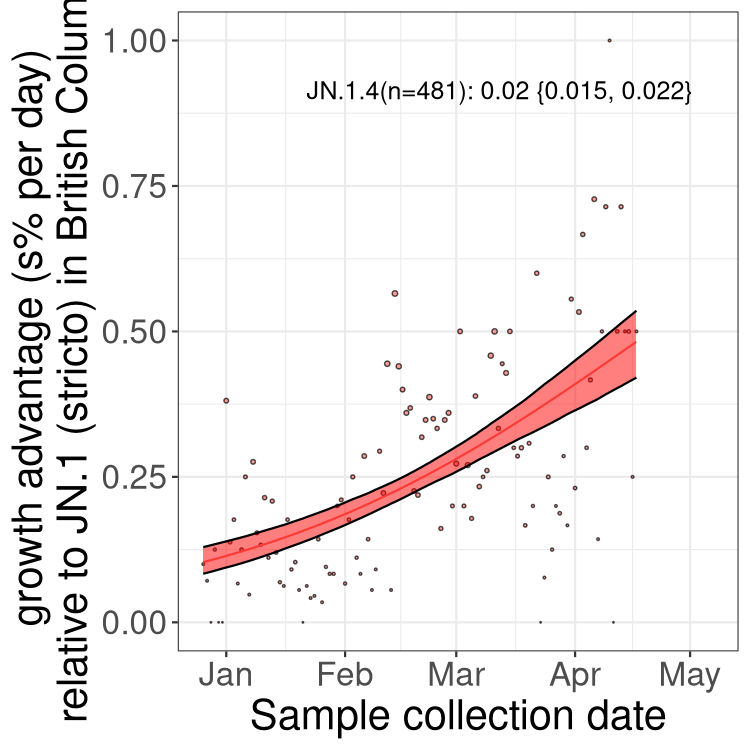 growth advantage (s% per day)
relative to JN.1 (stricto) in British Colum
1.00
0.75
0.50
0.25
0.00
JN.1.4(n=481): 0.02 {0.015, 0.022}
Jan Feb Mar Apr May
Sample collection date